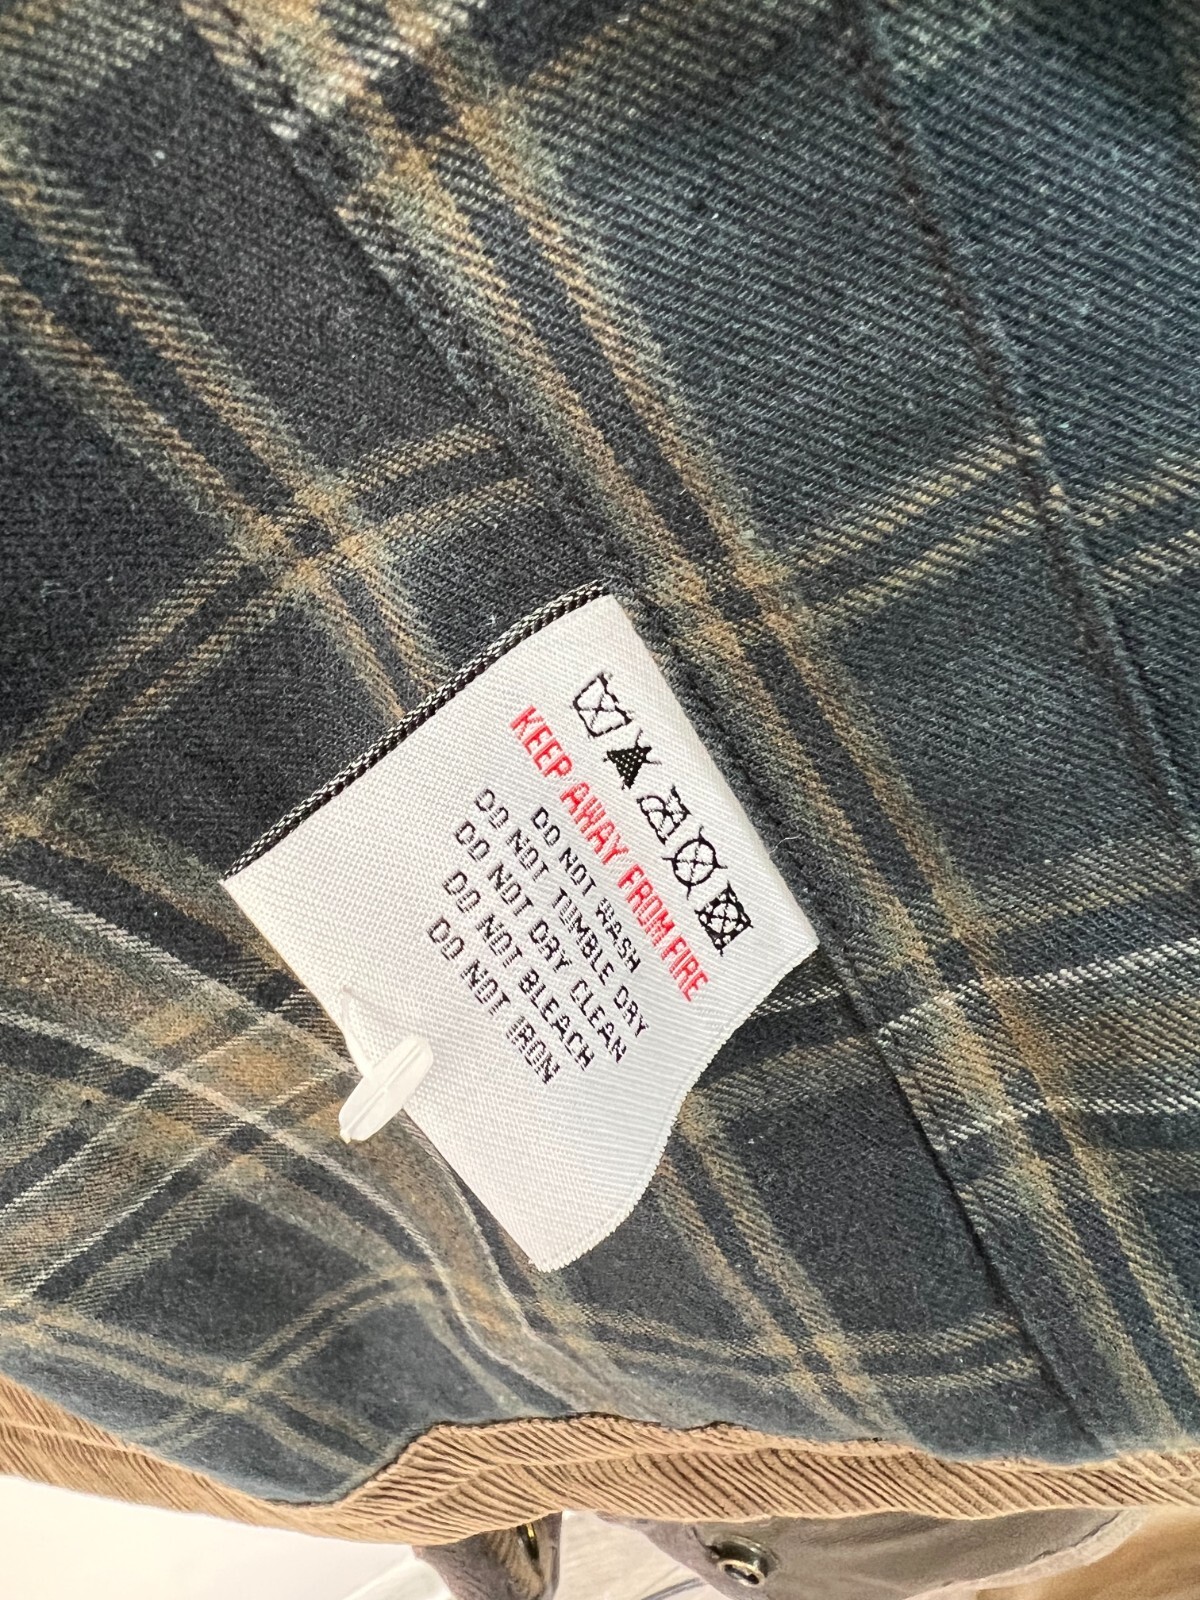 KEEP AWAY FROM FIRE
DO NOT WASH
DO NOT TUMBLE DRY
DO NOT DRY CLEAN
DO NOT BLEACH
DO NOT IRON